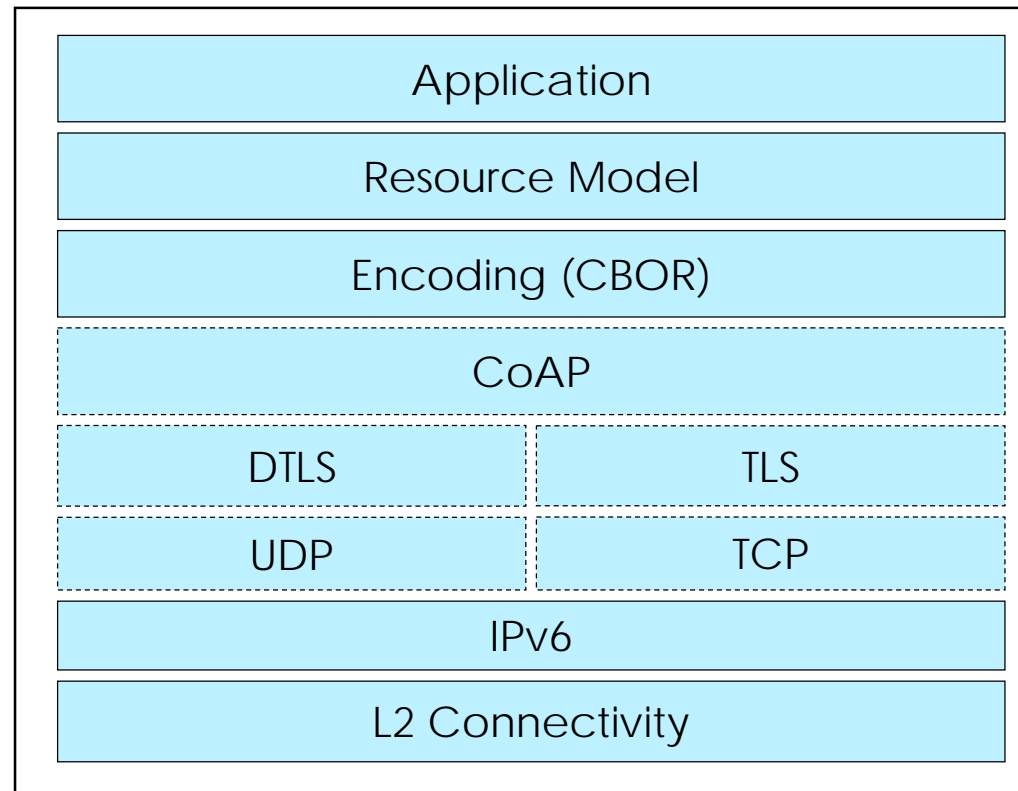 Application
Resource Model
Encoding (CBOR)
CoAP
DTLS
TLS
UDP
TCP
IPv6
L2 Connectivity